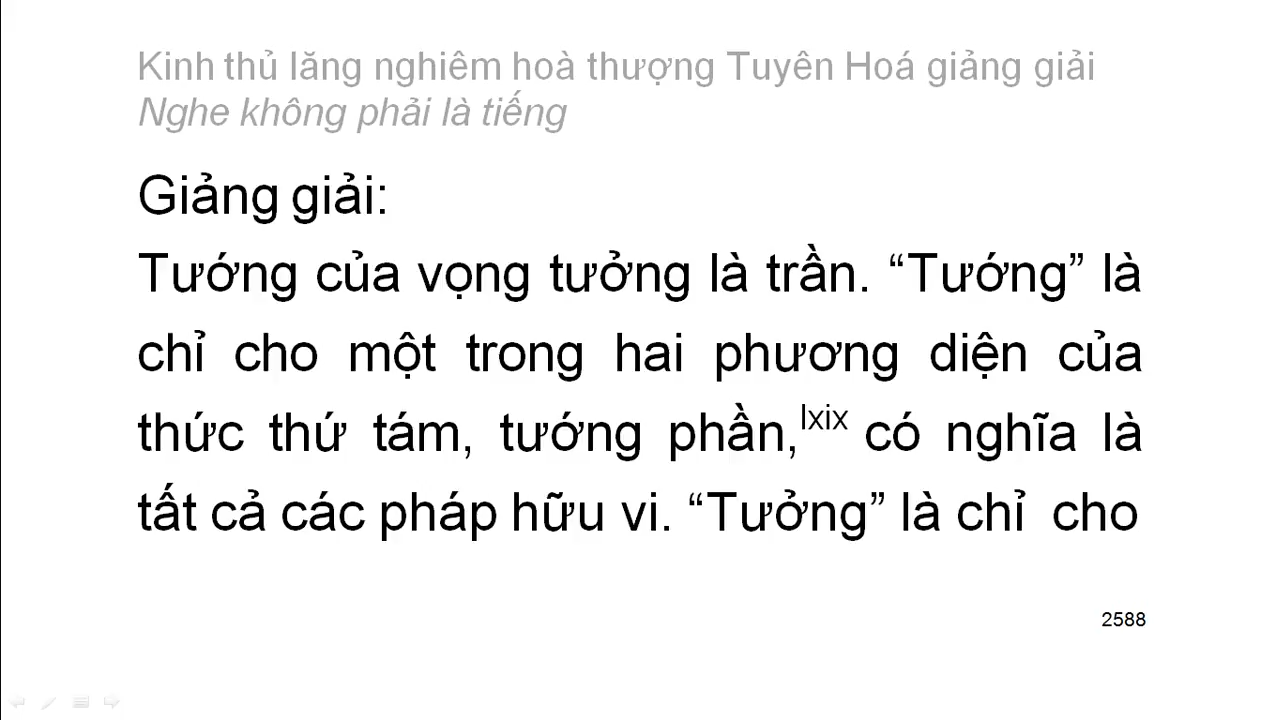 Kinh thủ lăng nghiêm hoà thượng Tuyên Hoá giảng giải
Nghe không phải là tiếng
Giảng giải:
Tướng của vọng tưởng là trần. “Tướng” là
chỉ cho một trong hai phương diện của
thức thứ tám, tướng phần,lxix có nghĩa là
tất cả các pháp hữu vi. “Tưởng” là chỉ cho
2588